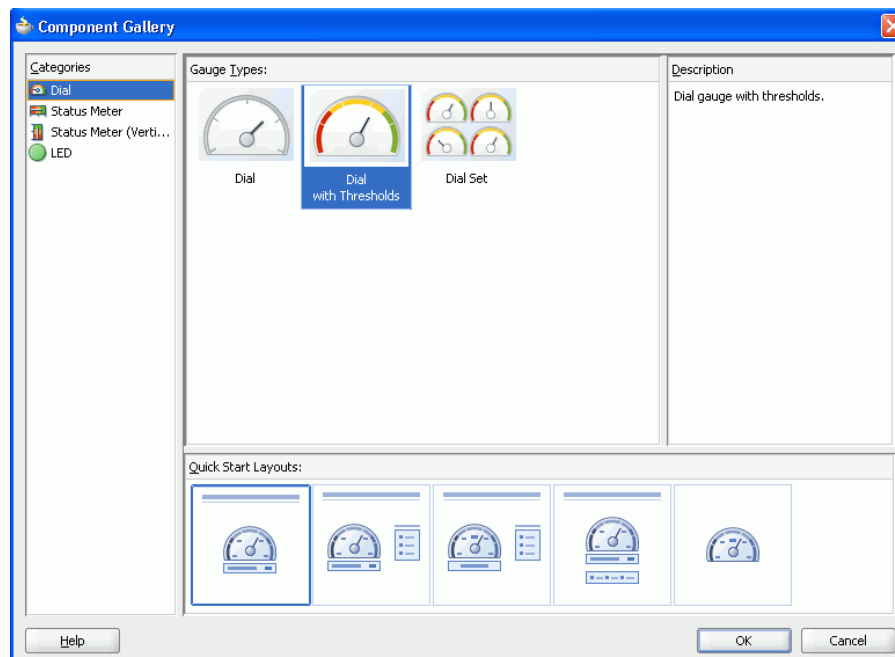 Component Gallery
Categories
Dial
Status Meter
Status Meter (Verti...
LED
Gauge Types:
Dial
Dial
with Thresholds
Dial Set
Description
Dial gauge with thresholds.
Quick Start Layouts:
Help
OK
Cancel